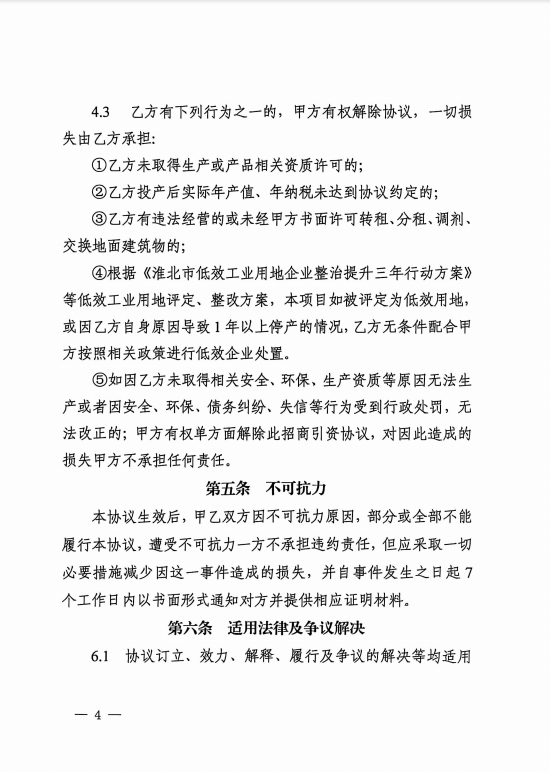 4.3 乙方有下列行为之一的，甲方有权解除协议，一切损
失由乙方承担：
①乙方未取得生产或产品相关资质许可的；
②乙方投产后实际年产值、年纳税未达到协议约定的；
③乙方有违法经营的或未经甲方书面许可转租、分租、调剂、
交换地面建筑物的；
④根据《淮北市低效工业用地企业整治提升三年行动方案》
等低效工业用地评定、整改方案，本项目如被评定为低效用地，
或因乙方自身原因导致 1 年以上停产的情况，乙方无条件配合甲
方按照相关政策进行低效企业处置。
⑤如因乙方未取得相关安全、环保、生产资质等原因无法生
产或者因安全、环保、债务纠纷、失信等行为受到行政处罚，无
法改正的；甲方有权单方面解除此招商引资协议，对因此造成的
损失甲方不承担任何责任。
第五条 不可抗力
本协议生效后，甲乙双方因不可抗力原因，部分或全部不能
履行本协议，遭受不可抗力一方不承担违约责任，但应采取一切
必要措施减少因这一事件造成的损失，并自事件发生之日起 7
个工作日内以书面形式通知对方并提供相应证明材料。
第六条 适用法律及争议解决
6.1 协议订立、效力、解释、履行及争议的解决等均适用
— 4 —